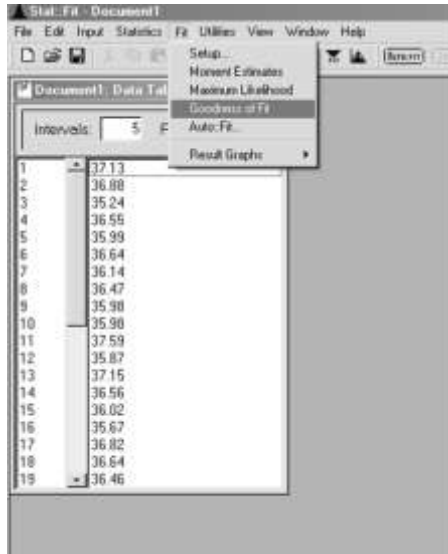 Stat::Fit - Document1
File Edit Input Statistics Fit Utilities View Window Help
Setup...
Moment Estimates
Maximum Likelihood
Goodness of Fit
Auto::Fit...
Result Graphs
Document1: Data Tab
Intervals: 5 P
1 37.13
2 36.88
3 35.24
4 36.55
5 35.99
6 36.64
7 36.14
8 36.47
9 35.98
10 35.98
11 37.59
12 35.87
13 37.15
14 36.56
15 36.02
16 35.67
17 36.82
18 36.64
19 36.46